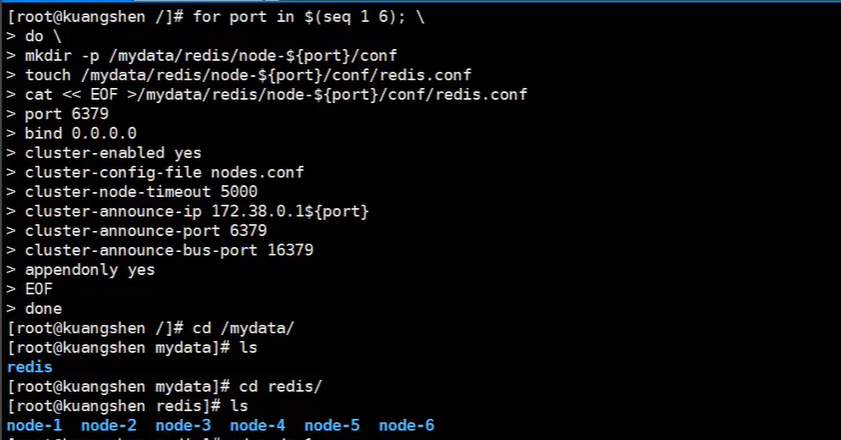 [root@kuangshen /]# for port in $(seq 1 6); \
> do \
> mkdir -p /mydata/redis/node-${port}/conf
> touch /mydata/redis/node-${port}/conf/redis.conf
> cat << EOF >/mydata/redis/node-${port}/conf/redis.conf
> port 6379
> bind 0.0.0.0
> cluster-enabled yes
> cluster-config-file nodes.conf
> cluster-node-timeout 5000
> cluster-announce-ip 172.38.0.1${port}
> cluster-announce-port 6379
> cluster-announce-bus-port 16379
> appendonly yes
> EOF
> done
[root@kuangshen /]# cd /mydata/
[root@kuangshen mydata]# ls
redis
[root@kuangshen mydata]# cd redis/
[root@kuangshen redis]# ls
node-1  node-2  node-3  node-4  node-5  node-6